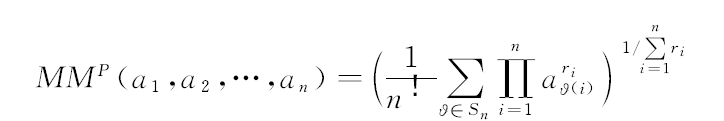 MM^P (a_1, a_2, ⋯, a_n) = (1/n! ∑_{ϑ∈S_n} ∏_{i=1}^{n} a_{ϑ(i)}^{r_i})^{1/∑_{i=1}^{n} r_i}